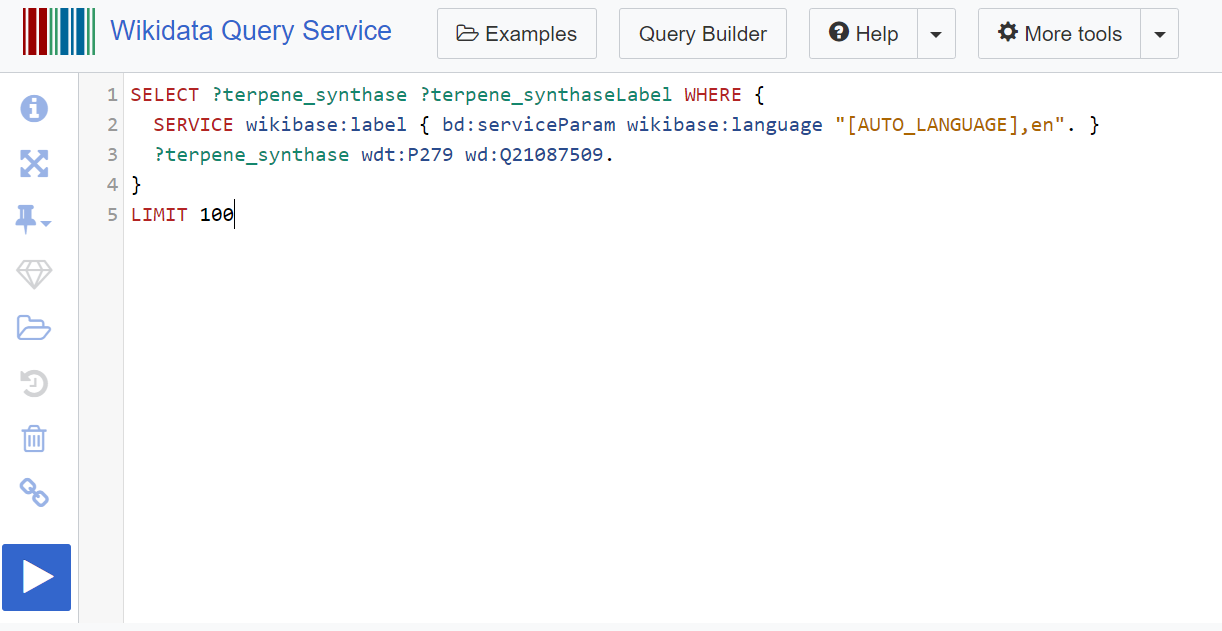 Wikidata Query Service Examples Query Builder Help More tools
1 SELECT ?terpene_synthase ?terpene_synthaseLabel WHERE {
2 SERVICE wikibase:label { bd:serviceParam wikibase:language "[AUTO_LANGUAGE],en". }
3 ?terpene_synthase wdt:P279 wd:Q21087509.
4 }
5 LIMIT 100